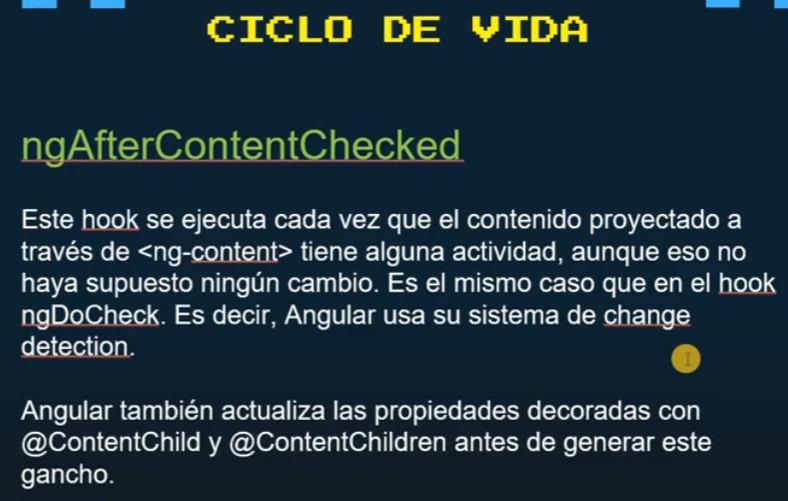 CICLO DE VIDA
ngAfterContentChecked
Este hook se ejecuta cada vez que el contenido proyectado a
través de <ng-content> tiene alguna actividad, aunque eso no
haya supuesto ningún cambio. Es el mismo caso que en el hook
ngDoCheck. Es decir, Angular usa su sistema de change
detection.
Angular también actualiza las propiedades decoradas con
@ContentChild y @ContentChildren antes de generar este
gancho.